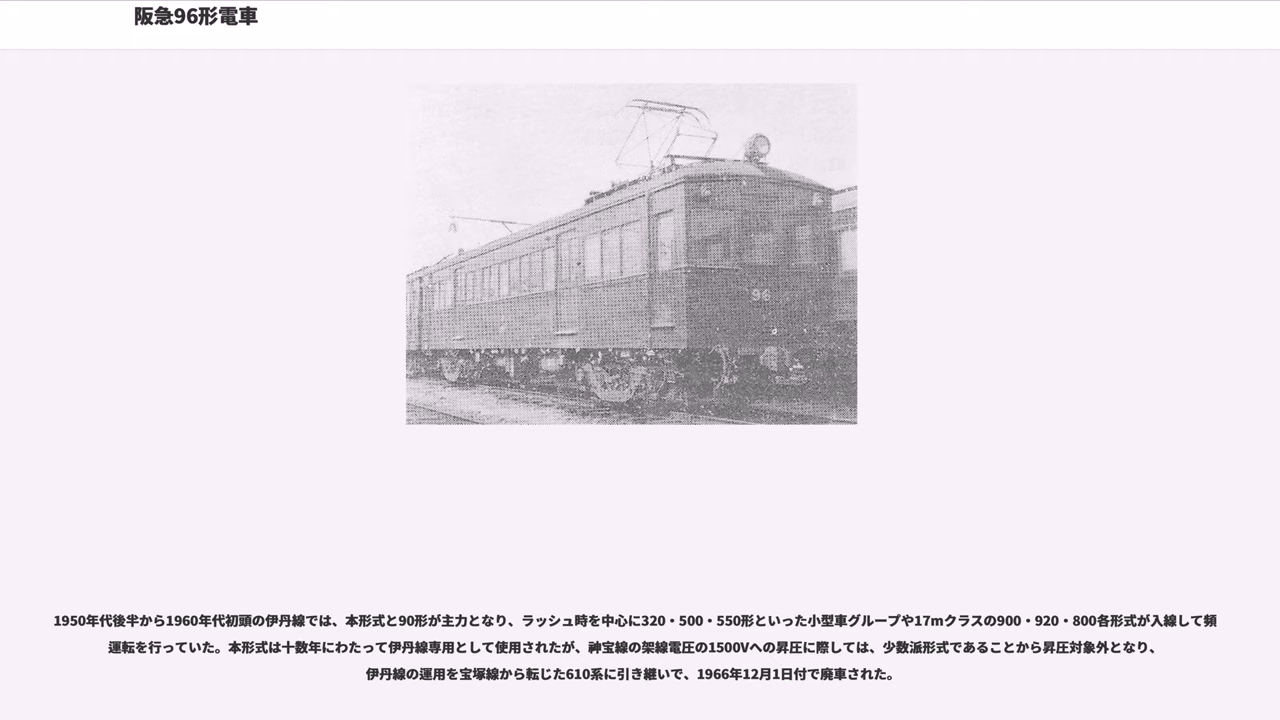 阪急96形電車
96
1950年代後半から1960年代初頭の伊丹線では、本形式と90形が主力となり、ラッシュ時を中心に320・500・550形といった小型車グループや17mクラスの900・920・800各形式が入線して頻
運転を行っていた。本形式は十数年にわたって伊丹線専用として使用されたが、神宝線の架線電圧の1500Vへの昇圧に際しては、少数派形式であることから昇圧対象外となり、
伊丹線の運用を宝塚線から転じた610系に引き継いで、1966年12月1日付で廃車された。